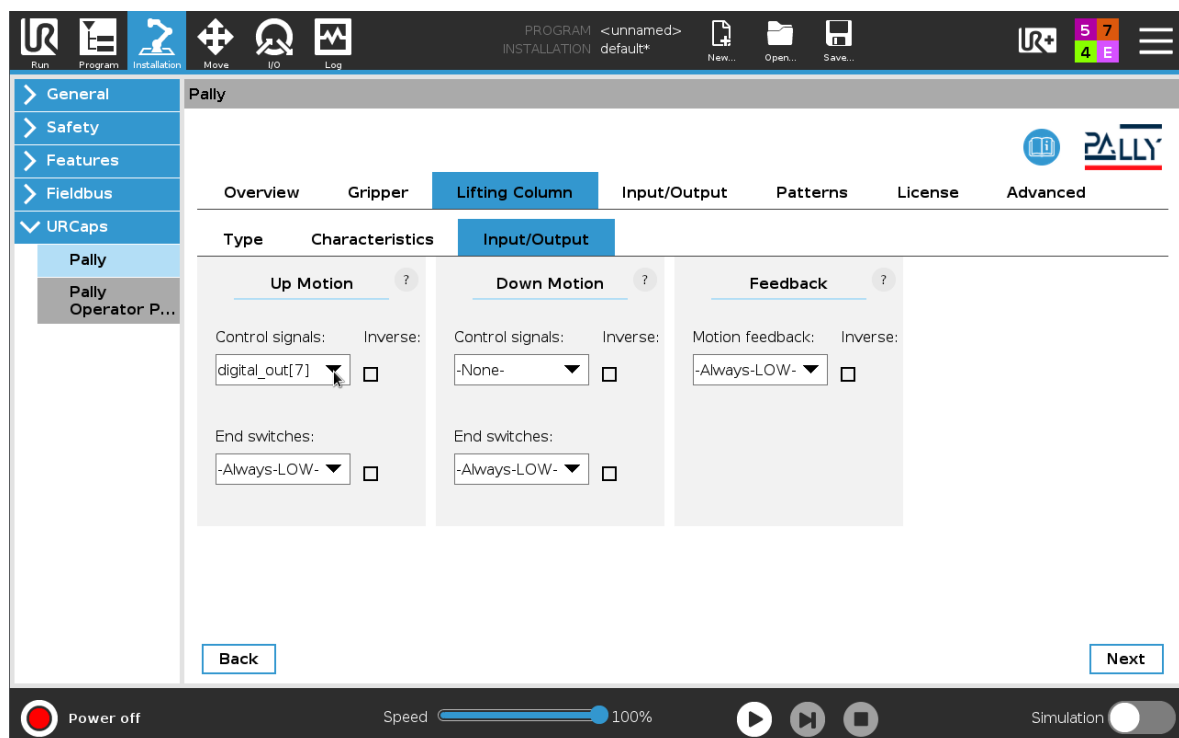 UR
PROGRAM <unnamed>
INSTALLATION default*
UR+
5 7
4 E
Run Program Installation Move I/O Log New... Open... Save...
General
Safety
Features
Fieldbus
URCaps
Pally
Pally
Operator P...
Pally
PALLY
Overview Gripper Lifting Column Input/Output Patterns License Advanced
Type Characteristics Input/Output
Up Motion ? Down Motion ? Feedback ?
Control signals: Inverse: Control signals: Inverse: Motion feedback: Inverse:
digital_out[7] -None- -Always-LOW-
End switches: End switches:
-Always-LOW- -Always-LOW-
Back Next
Power off Speed 100% Simulation